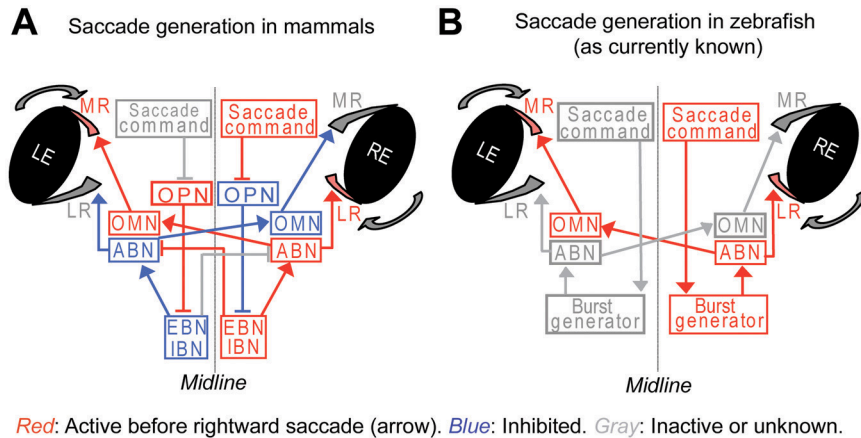 A
Saccade generation in mammals
MR
Saccade
command
Saccade
command
MR
LE
RE
OPN
OPN
LR
LR
OMN
OMN
ABN
ABN
EBN
IBN
EBN
IBN
Midline
B
Saccade generation in zebrafish
(as currently known)
MR
Saccade
command
Saccade
command
MR
LE
RE
LR
LR
OMN
OMN
ABN
ABN
Burst
generator
Burst
generator
Midline
Red: Active before rightward saccade (arrow). Blue: Inhibited. Gray: Inactive or unknown.